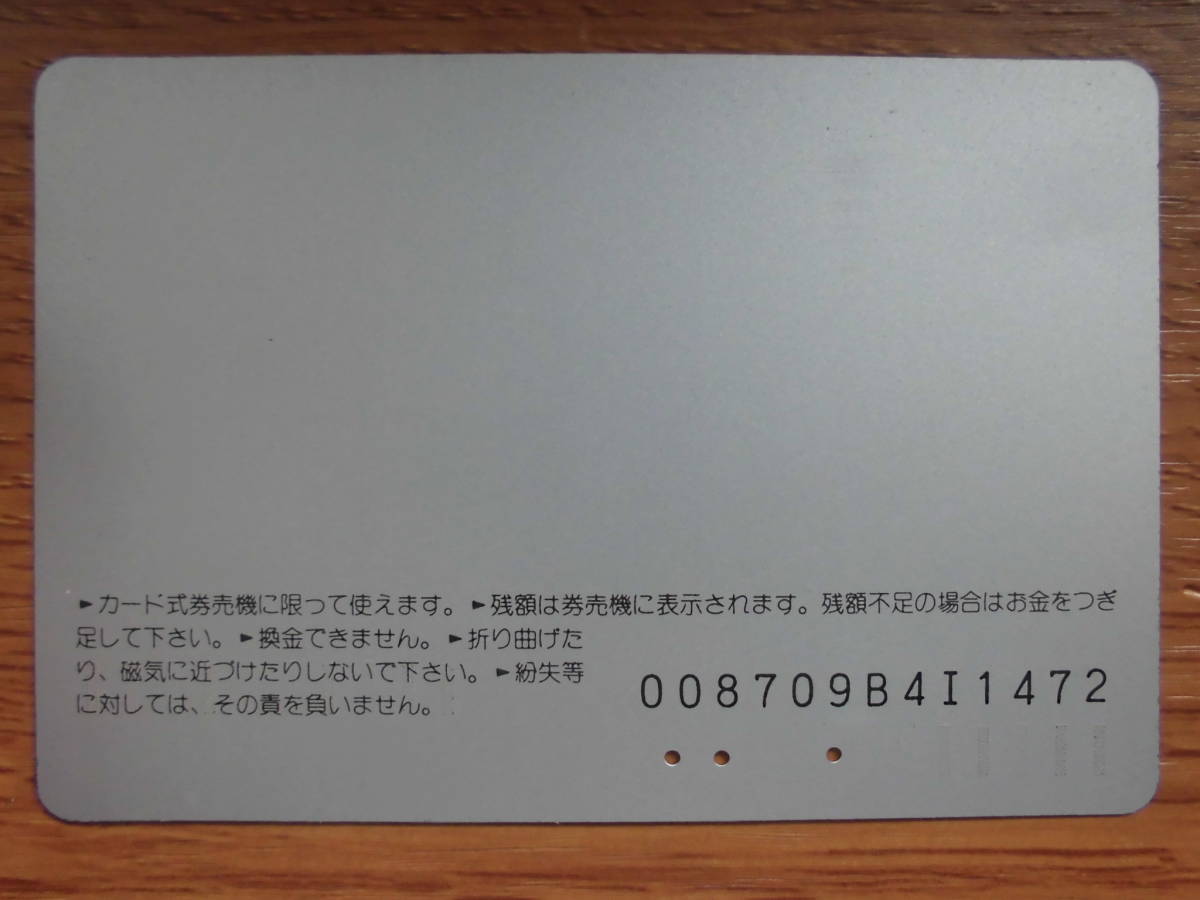 ►カード式券売機に限って使えます。►残額は券売機に表示されます。残額不足の場合はお金をつぎ
足して下さい。►換金できません。►折り曲げた
り、磁気に近づけたりしないで下さい。►紛失等
に対しては、その責を負いません。
008709B4I1472